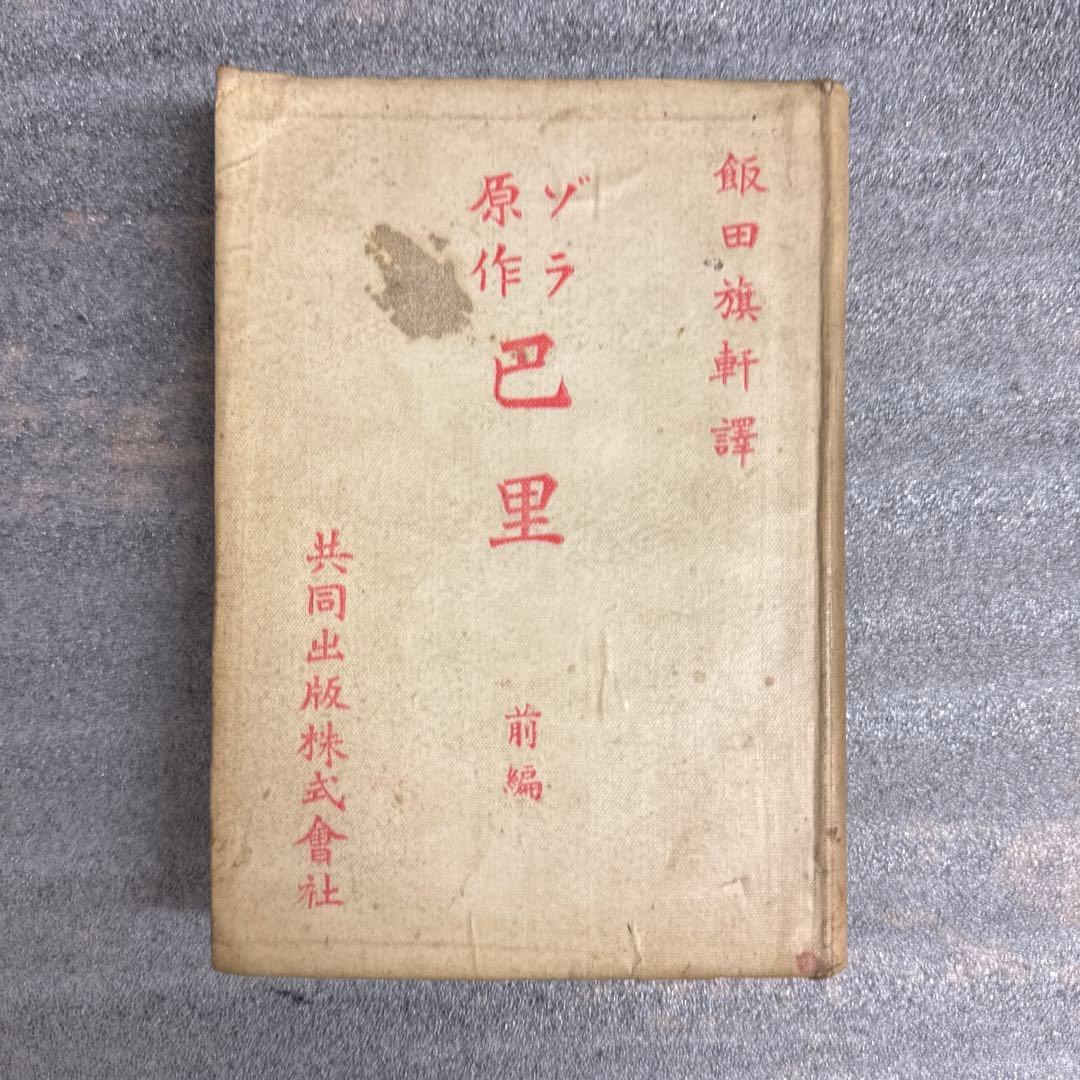 飯田旗軒譯
ゾラ
原作
巴里
前編
共同出版株式會社